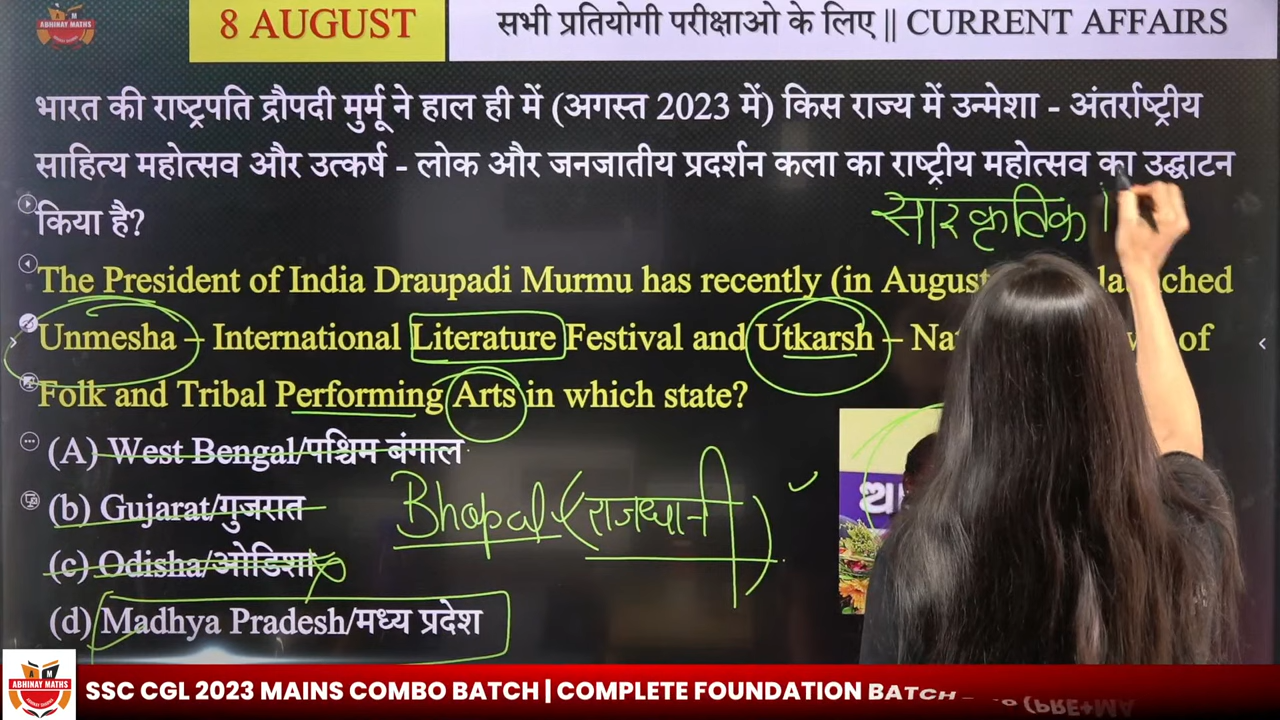 ABHINAY MATHS
8 AUGUST
सभी प्रतियोगी परीक्षाओ के लिए || CURRENT AFFAIRS
भारत की राष्ट्रपति द्रौपदी मुर्मू ने हाल ही में (अगस्त 2023 में) किस राज्य में उन्मेशा - अंतर्राष्ट्रीय
साहित्य महोत्सव और उत्कर्ष - लोक और जनजातीय प्रदर्शन कला का राष्ट्रीय महोत्सव का उद्घाटन
किया है?
सांस्कृतिक
The President of India Draupadi Murmu has recently (in August
Unmesha – International Literature Festival and Utkarsh – of
Folk and Tribal Performing Arts in which state?
(A) West Bengal/पश्चिम बंगाल
(b) Gujarat/गुजरात
Bhopal (राजधानी)
(c) Odisha/ओडिशा
(d) Madhya Pradesh/मध्य प्रदेश
A M
ABHINAY MATHS
SSC CGL 2023 MAINS COMBO BATCH | COMPLETE FOUNDATION BATCH